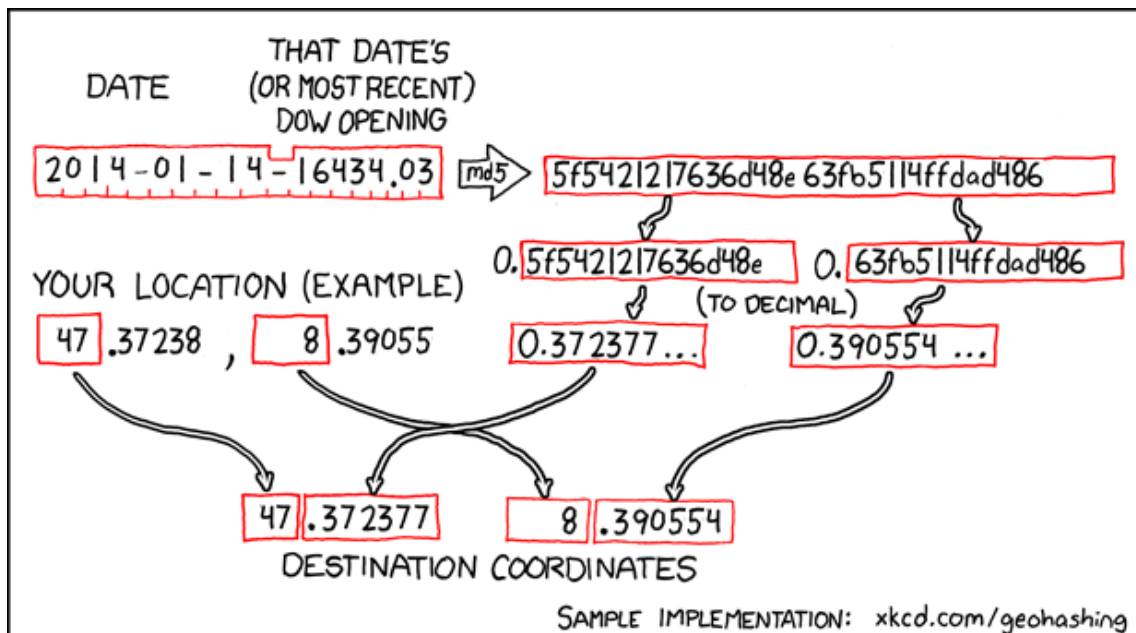 DATE
THAT DATE'S
(OR MOST RECENT)
DOW OPENING
2014-01-14-16434.03
md5
5f5421217636d48e63fb5114ffdad486
0.5f5421217636d48e
0.63fb5114ffdad486
(TO DECIMAL)
YOUR LOCATION (EXAMPLE)
47.37238, 8.39055
0.372377...
0.390554...
47.372377
8.390554
DESTINATION COORDINATES
SAMPLE IMPLEMENTATION: xkcd.com/geohashing